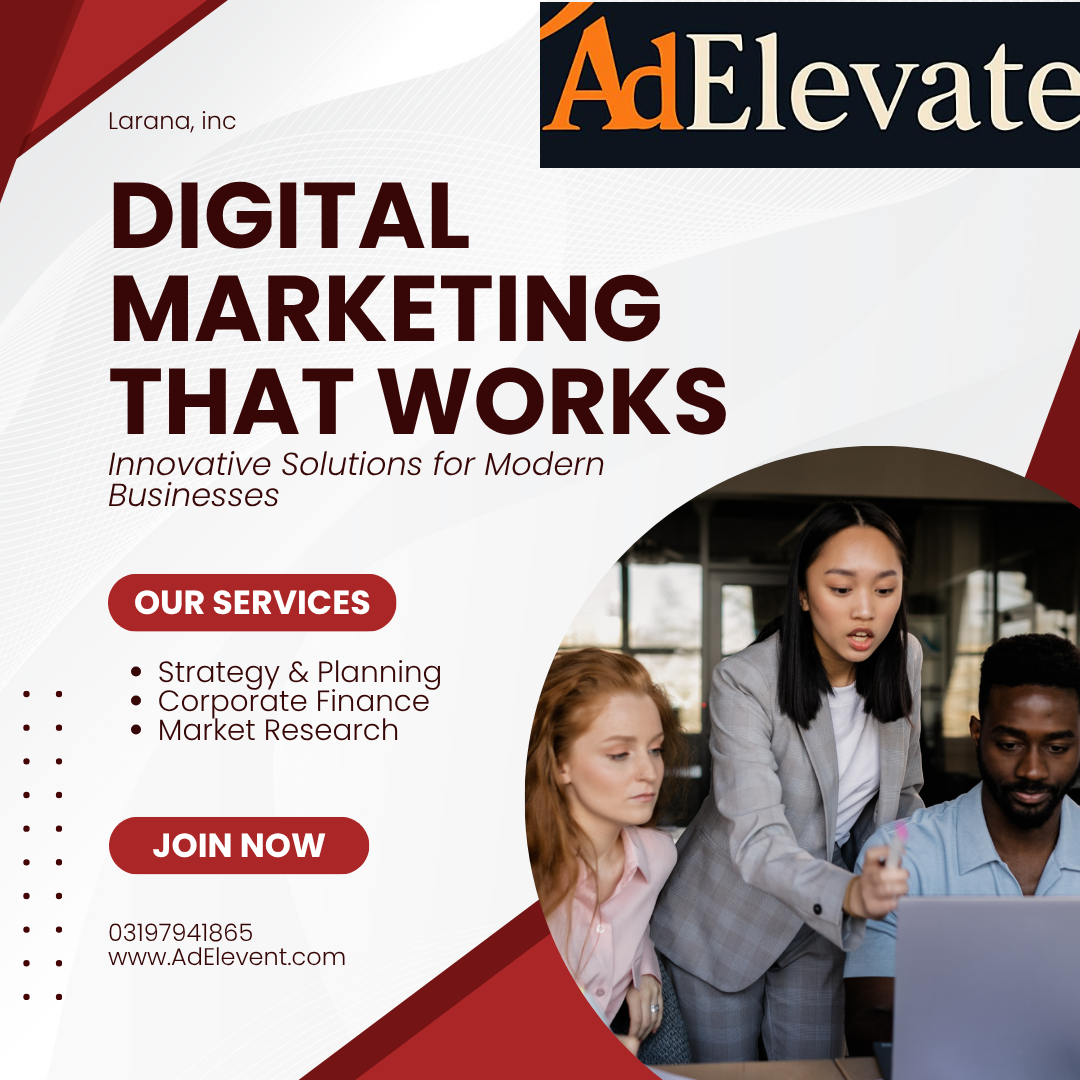 AdElevate
Larana, inc
DIGITAL
MARKETING
THAT WORKS
Innovative Solutions for Modern
Businesses
OUR SERVICES
• Strategy & Planning
• Corporate Finance
• Market Research
JOIN NOW
03197941865
www.AdElevent.com